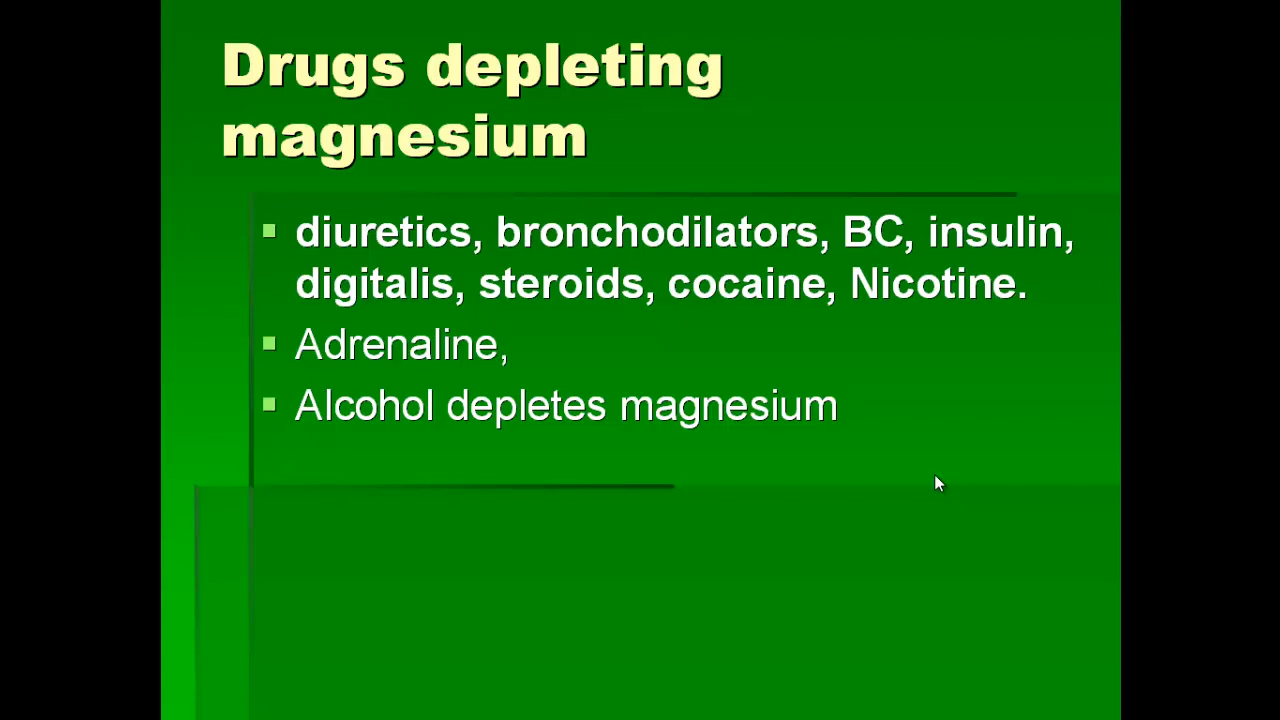 Drugs depleting
magnesium
diuretics, bronchodilators, BC, insulin,
digitalis, steroids, cocaine, Nicotine.
Adrenaline,
Alcohol depletes magnesium